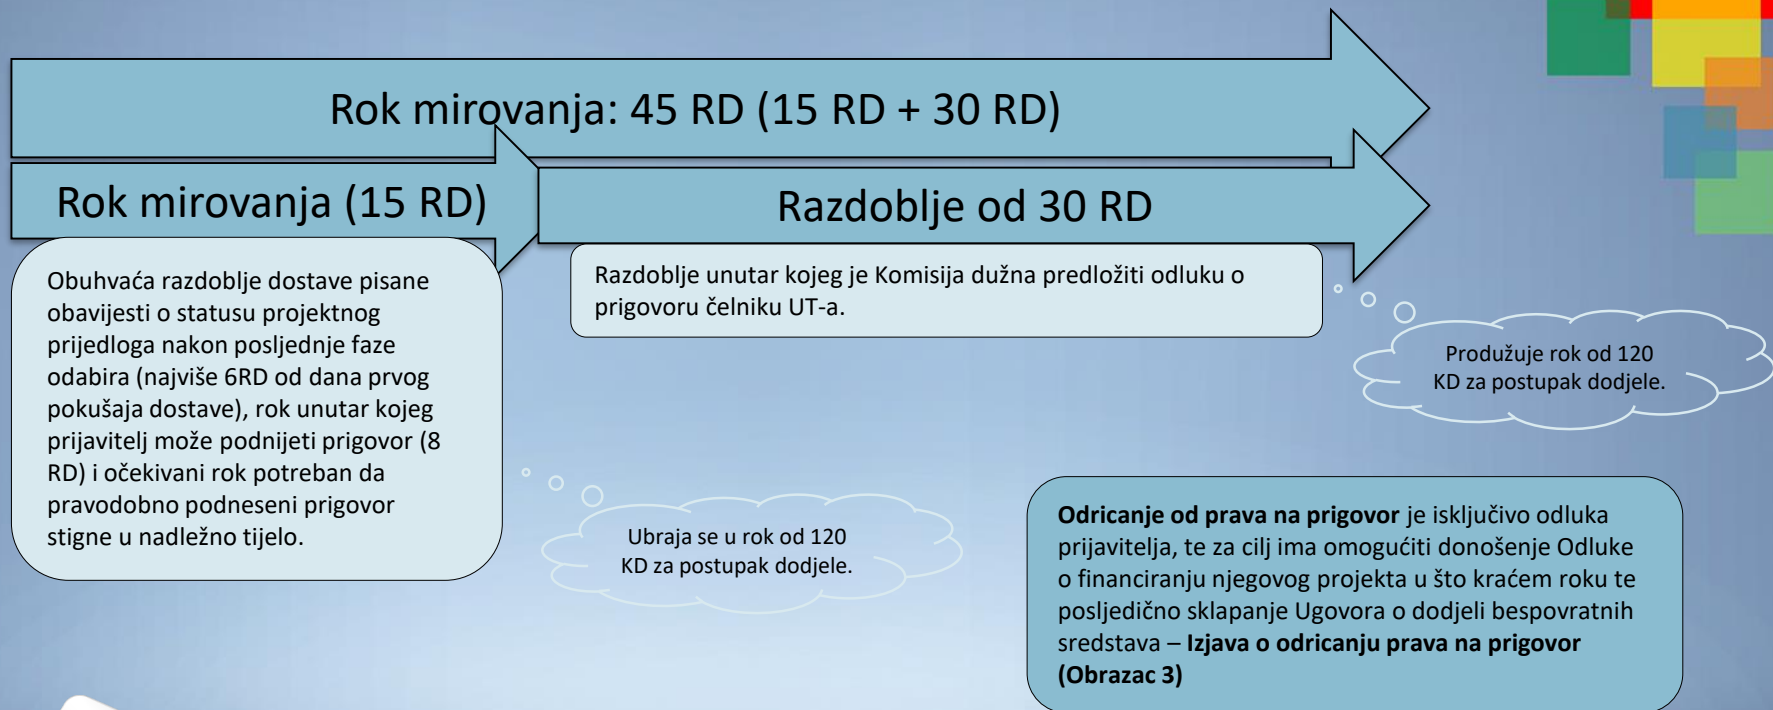 Rok mirovanja: 45 RD (15 RD + 30 RD)
Rok mirovanja (15 RD)
Razdoblje od 30 RD
Obuhvaća razdoblje dostave pisane
obavijesti o statusu projektnog
prijedloga nakon posljednje faze
odabira (najviše 6RD od dana prvog
pokušaja dostave), rok unutar kojeg
prijavitelj može podnijeti prigovor (8
RD) i očekivani rok potreban da
pravodobno podneseni prigovor
stigne u nadležno tijelo.
Razdoblje unutar kojeg je Komisija dužna predložiti odluku o
prigovoru čelniku UT-a.
Produžuje rok od 120
KD za postupak dodjele.
Ubraja se u rok od 120
KD za postupak dodjele.
Odricanje od prava na prigovor je isključivo odluka
prijavitelja, te za cilj ima omogućiti donošenje Odluke
o financiranju njegovog projekta u što kraćem roku te
posljedično sklapanje Ugovora o dodjeli bespovratnih
sredstava – Izjava o odricanju prava na prigovor
(Obrazac 3)